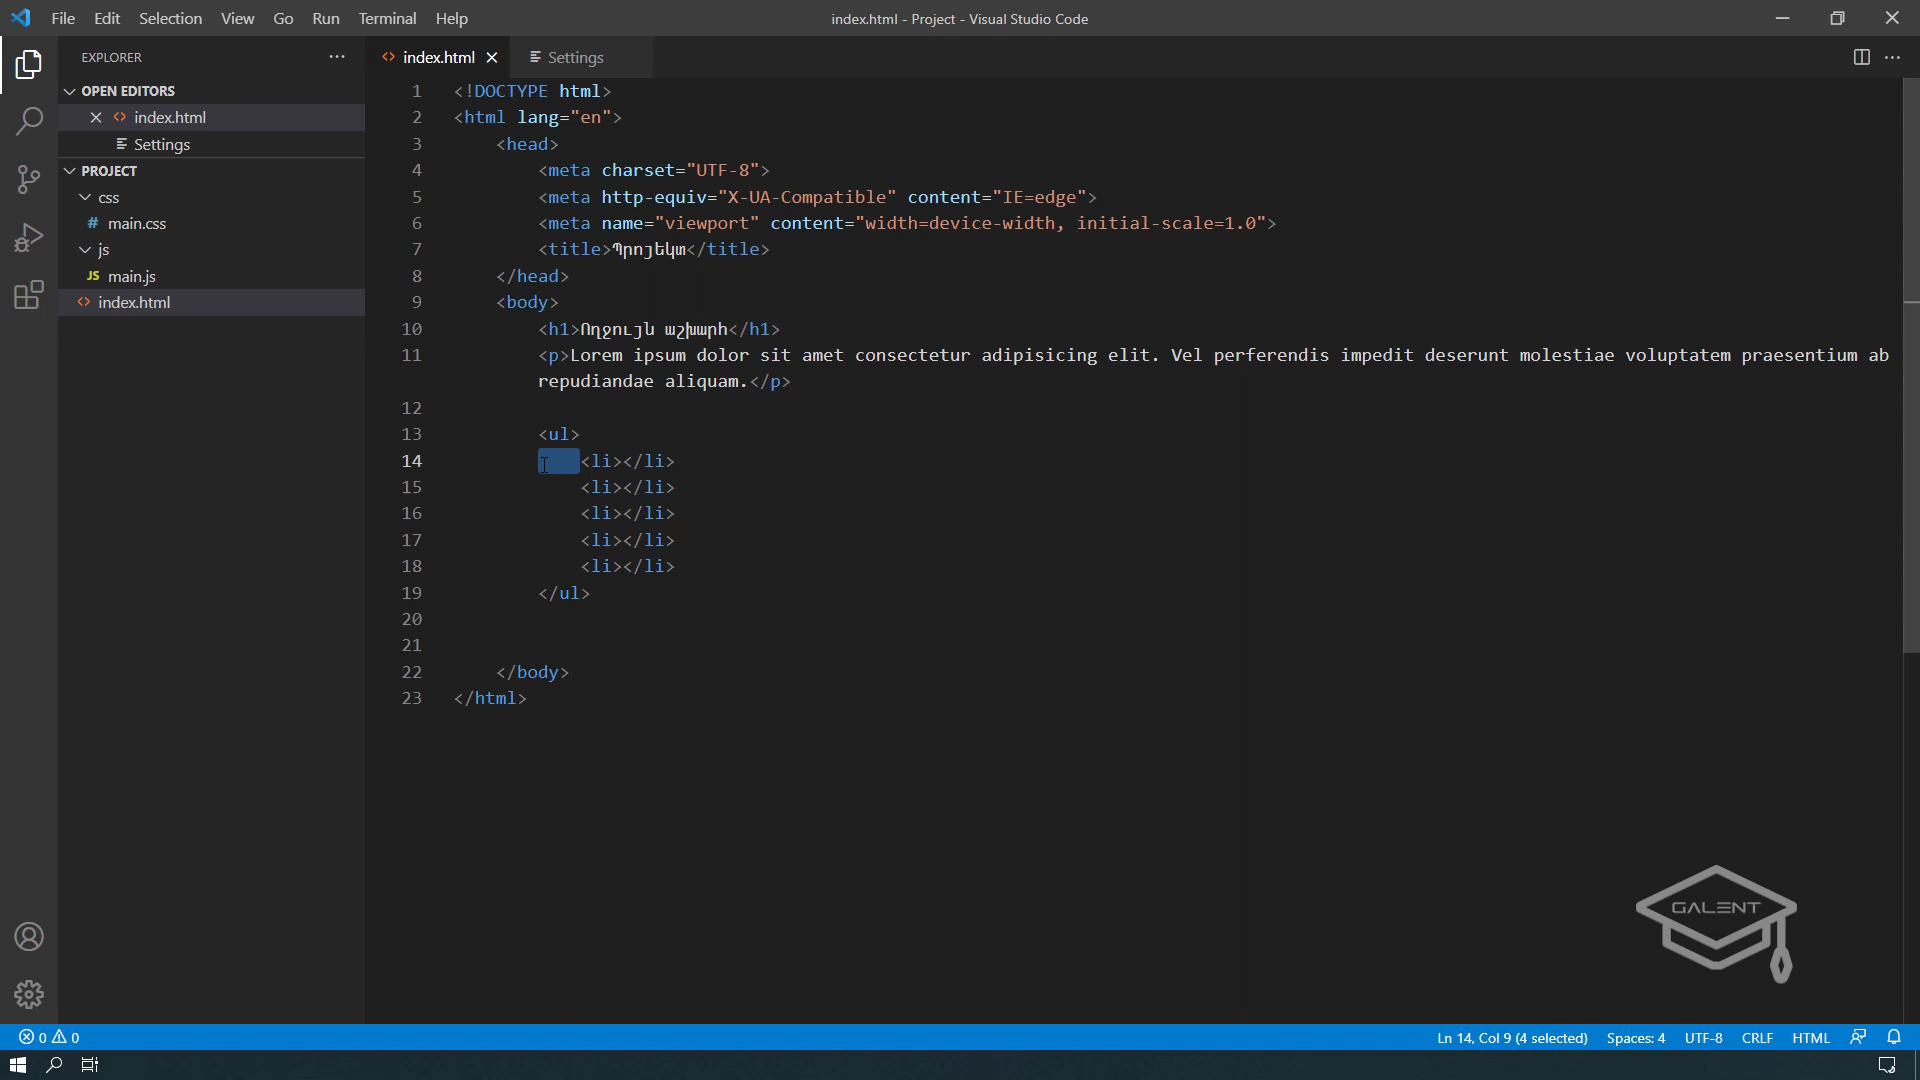 File Edit Selection View Go Run Terminal Help
index.html - Project - Visual Studio Code
EXPLORER
OPEN EDITORS
index.html
Settings
PROJECT
css
# main.css
js
JS main.js
index.html
index.html
Settings
1 <!DOCTYPE html>
2 <html lang="en">
3 <head>
4 <meta charset="UTF-8">
5 <meta http-equiv="X-UA-Compatible" content="IE=edge">
6 <meta name="viewport" content="width=device-width, initial-scale=1.0">
7 <title>Պրոյեկտ</title>
8 </head>
9 <body>
10 <h1>Ողջույն աշխարհ</h1>
11 <p>Lorem ipsum dolor sit amet consectetur adipisicing elit. Vel perferendis impedit deserunt molestiae voluptatem praesentium ab
repudiandae aliquam.</p>
12
13 <ul>
14 <li></li>
15 <li></li>
16 <li></li>
17 <li></li>
18 <li></li>
19 </ul>
20
21
22 </body>
23 </html>
GALENT
0 0
Ln 14, Col 9 (4 selected) Spaces: 4 UTF-8 CRLF HTML